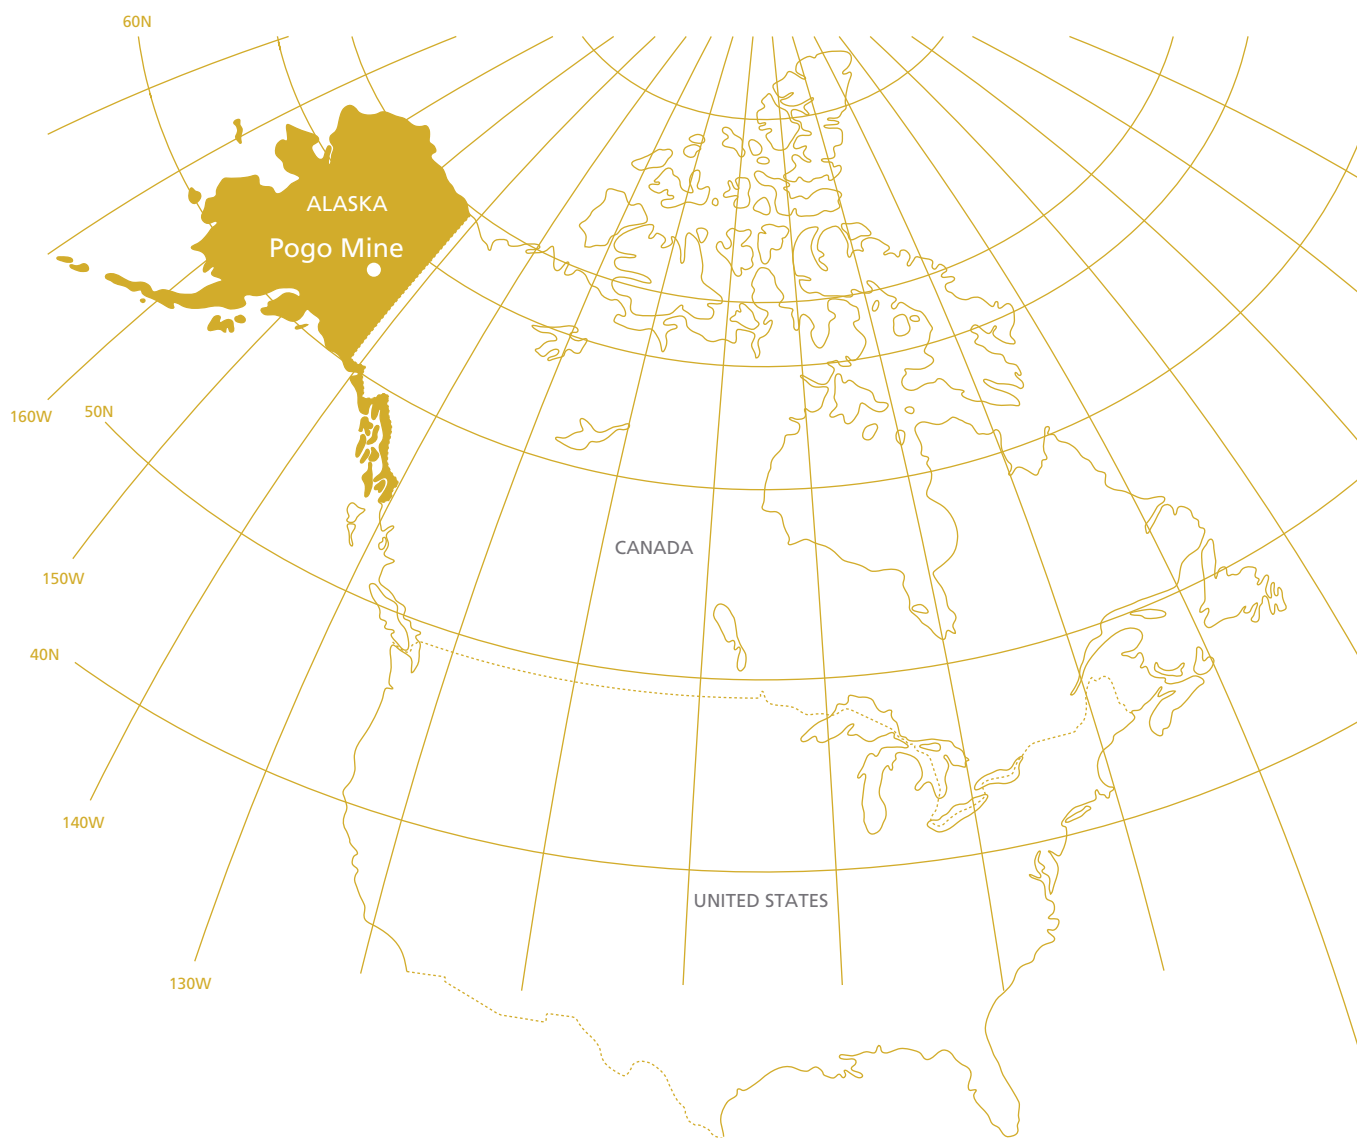 60N
ALASKA
Pogo Mine
160W
50N
CANADA
150W
40N
140W
UNITED STATES
130W